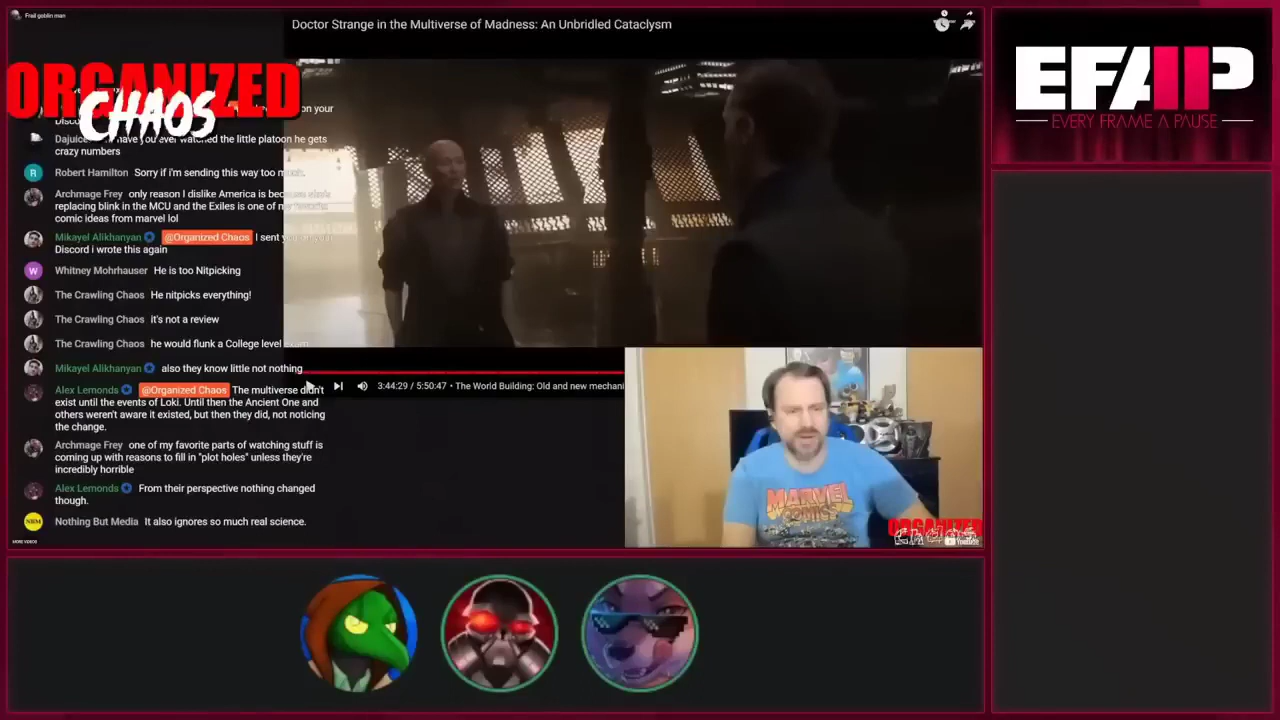 Frail goblin man
Doctor Strange in the Multiverse of Madness: An Unbridled Cataclysm
ORGANIZED
CHAOS
on your
Dajuice
have you ever watched the little platoon he gets
crazy numbers
Robert Hamilton Sorry if i'm sending this way too
Archmage Frey only reason I dislike America is
replacing blink in the MCU and the Exiles is one of my
comic ideas from marvel lol
Mikayel Alikhanyan @Organized Chaos I sent
Discord i wrote this again
W Whitney Mohrhauser He is too Nitpicking
The Crawling Chaos He nitpicks everything!
The Crawling Chaos it's not a review
The Crawling Chaos he would flunk a College level exam
Mikayel Alikhanyan also they know little not nothing
Alex Lemonds @Organized Chaos The multiverse didn't
exist until the events of Loki. Until then the Ancient One and
others weren't aware it existed, but then they did, not noticing
the change.
Archmage Frey one of my favorite parts of watching stuff is
coming up with reasons to fill in "plot holes" unless they're
incredibly horrible
Alex Lemonds From their perspective nothing changed
though.
NBM Nothing But Media It also ignores so much real science.
MORE VIDEOS
3:44:29 / 5:50:47 • The World Building: Old and new mechani
MARVEL
COMICS
ORGANIZED
YouTube
EFAP
EVERY FRAME A PAUSE
R